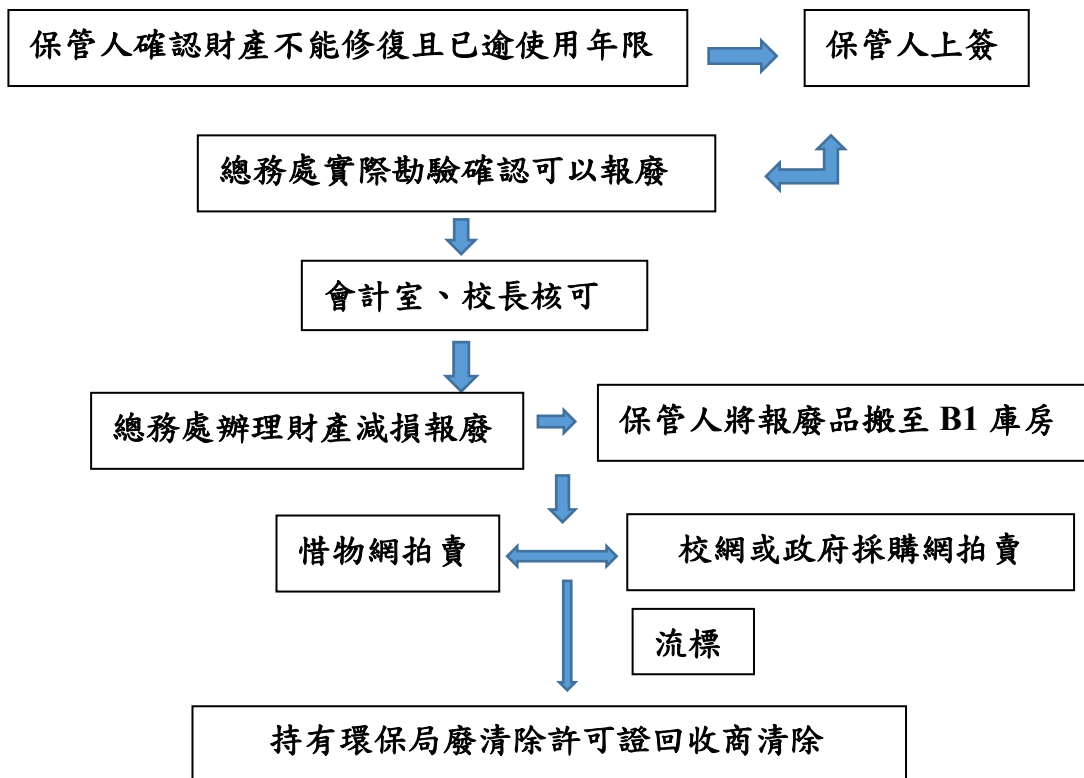 保管人確認財產不能修復且已逾使用年限
保管人上簽
總務處實際勘驗確認可以報廢
會計室、校長核可
總務處辦理財產減損報廢
保管人將報廢品搬至 B1 庫房
惜物網拍賣
校網或政府採購網拍賣
流標
持有環保局廢清除許可證回收商清除